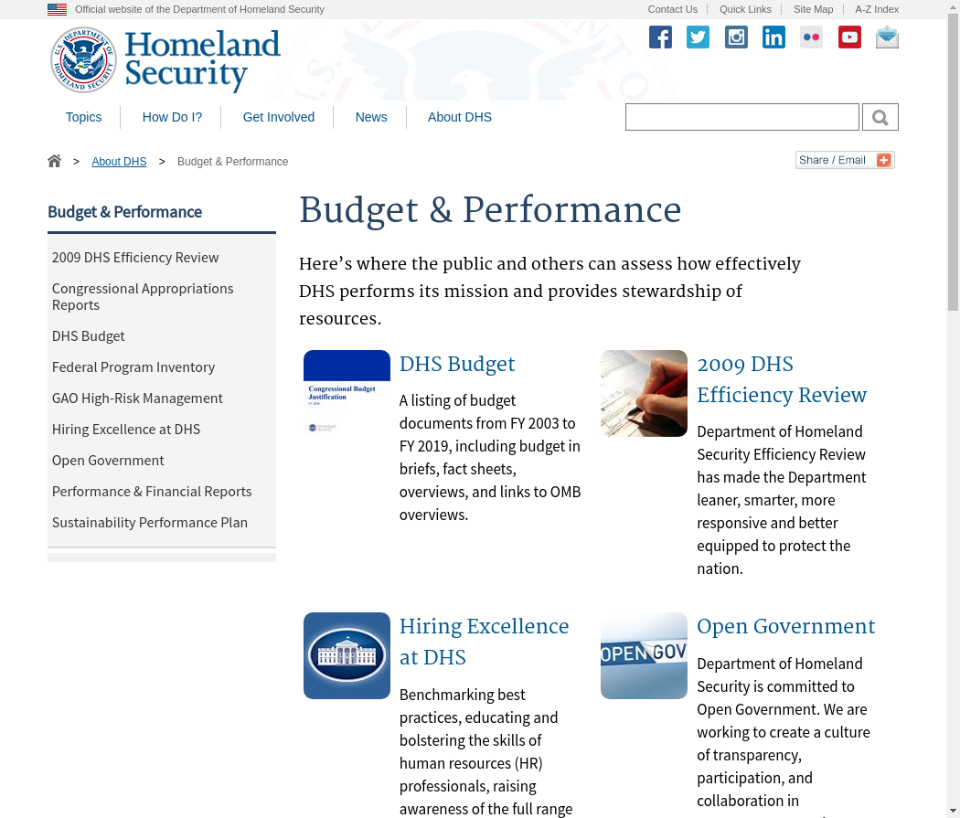 Official website of the Department of Homeland Security
Contact Us
Quick Links
Site Map
A-Z Index
U.S. DEPARTMENT OF HOMELAND SECURITY
Homeland
Security
Topics
How Do I?
Get Involved
News
About DHS
> About DHS > Budget & Performance
Share / Email
Budget & Performance
2009 DHS Efficiency Review
Congressional Appropriations
Reports
DHS Budget
Federal Program Inventory
GAO High-Risk Management
Hiring Excellence at DHS
Open Government
Performance & Financial Reports
Sustainability Performance Plan
Budget & Performance
Here’s where the public and others can assess how effectively
DHS performs its mission and provides stewardship of
resources.
Congressional Budget
Justification
DHS Budget
A listing of budget
documents from FY 2003 to
FY 2019, including budget in
briefs, fact sheets,
overviews, and links to OMB
overviews.
2009 DHS
Efficiency Review
Department of Homeland
Security Efficiency Review
has made the Department
leaner, smarter, more
responsive and better
equipped to protect the
nation.
Hiring Excellence
at DHS
Benchmarking best
practices, educating and
bolstering the skills of
human resources (HR)
professionals, raising
awareness of the full range
OPEN GOV
Open Government
Department of Homeland
Security is committed to
Open Government. We are
working to create a culture
of transparency,
participation, and
collaboration in